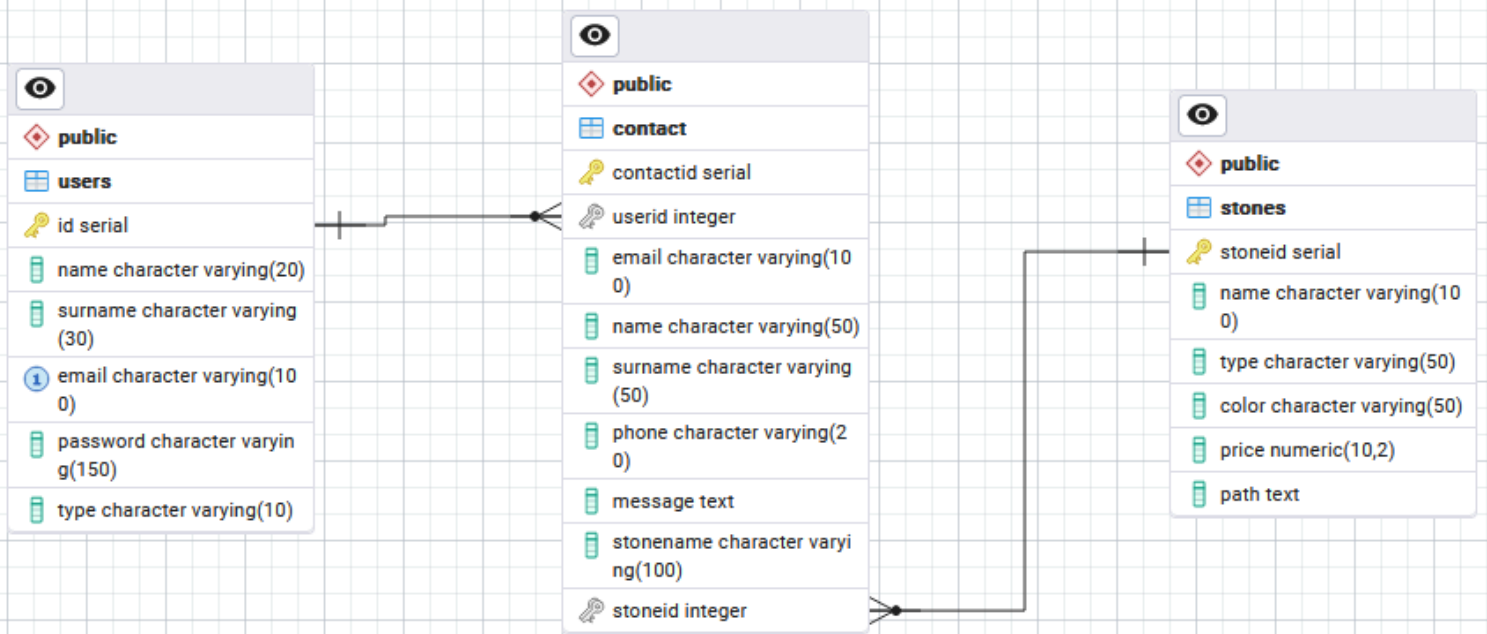 public
users
id serial
name character varying(20)
surname character varying
(30)
1
email character varying(10
0)
password character varyin
g(150)
type character varying(10)
public
contact
contactid serial
userid integer
email character varying(10
0)
name character varying(50)
surname character varying
(50)
phone character varying(2
0)
message text
stonename character varyi
ng(100)
stoneid integer
public
stones
stoneid serial
name character varying(10
0)
type character varying(50)
color character varying(50)
price numeric(10,2)
path text